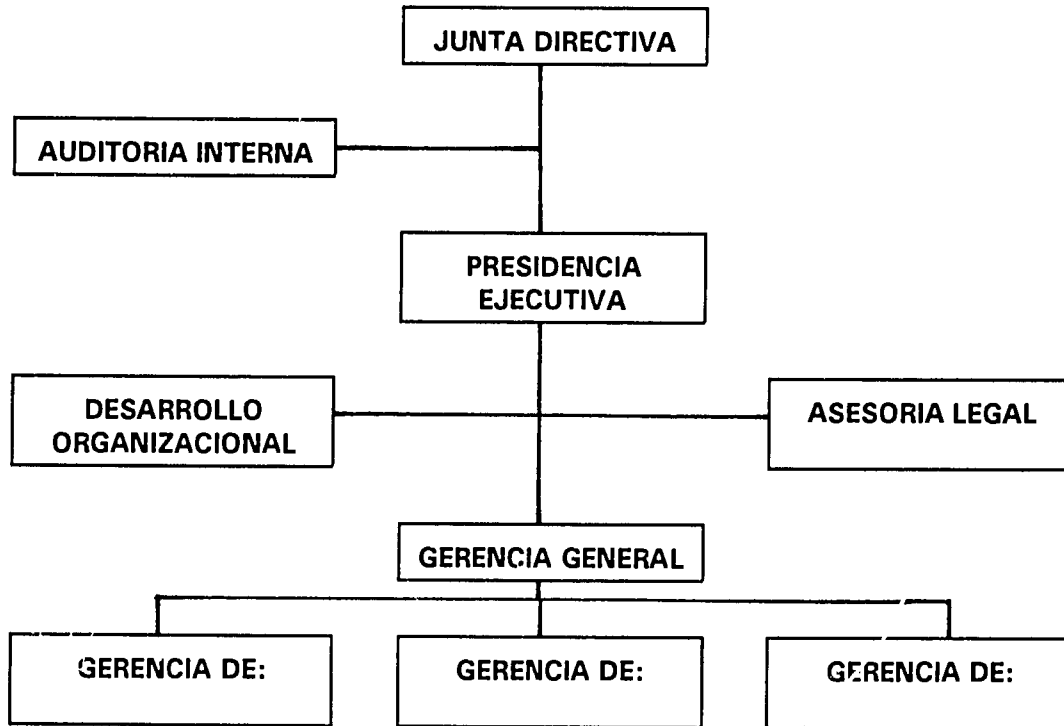 JUNTA DIRECTIVA
AUDITORIA INTERNA
PRESIDENCIA
EJECUTIVA
DESARROLLO
ORGANIZACIONAL
ASESORIA LEGAL
GERENCIA GENERAL
GERENCIA DE:
GERENCIA DE:
GERENCIA DE: